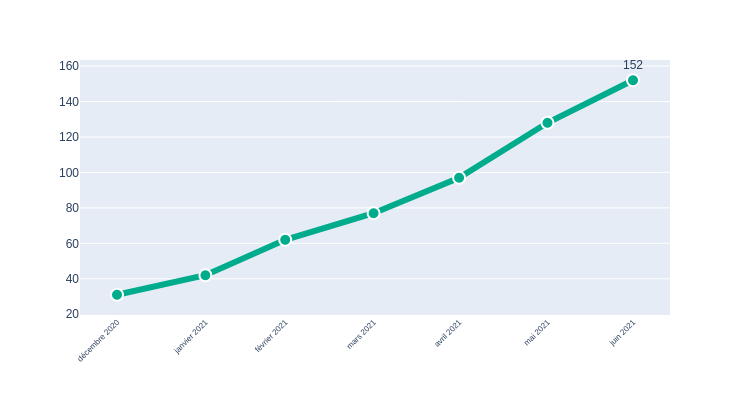 152
160
140
120
100
80
60
40
20
décembre 2020
janvier 2021
février 2021
mars 2021
avril 2021
mai 2021
juin 2021